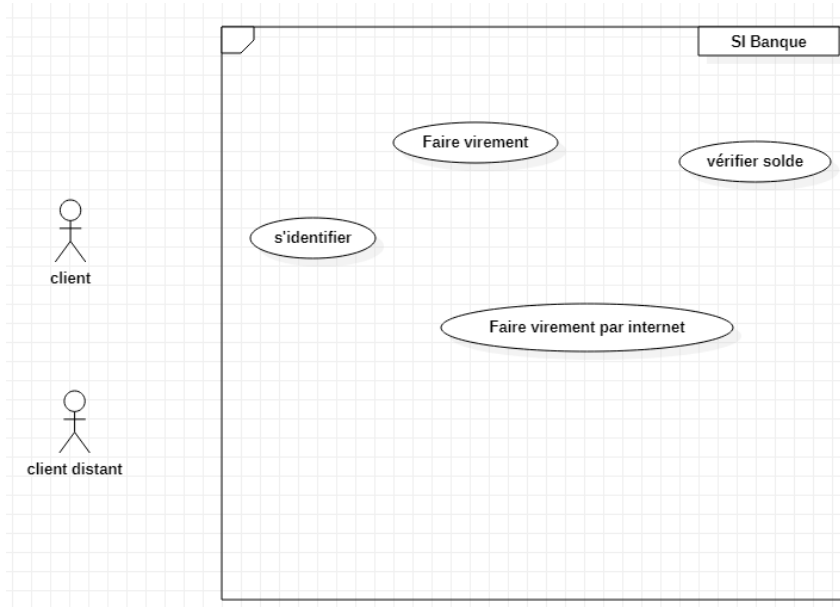 SI Banque
Faire virement
vérifier solde
s'identifier
client
Faire virement par internet
client distant